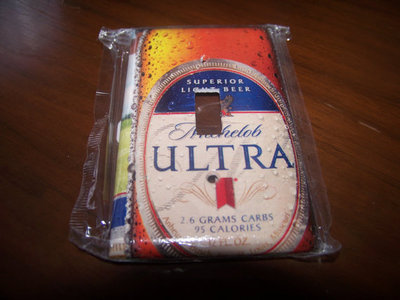 SUPERIOR
LIGHT BEER
Michelob
ULTRA
2.6 GRAMS CARBS
95 CALORIES